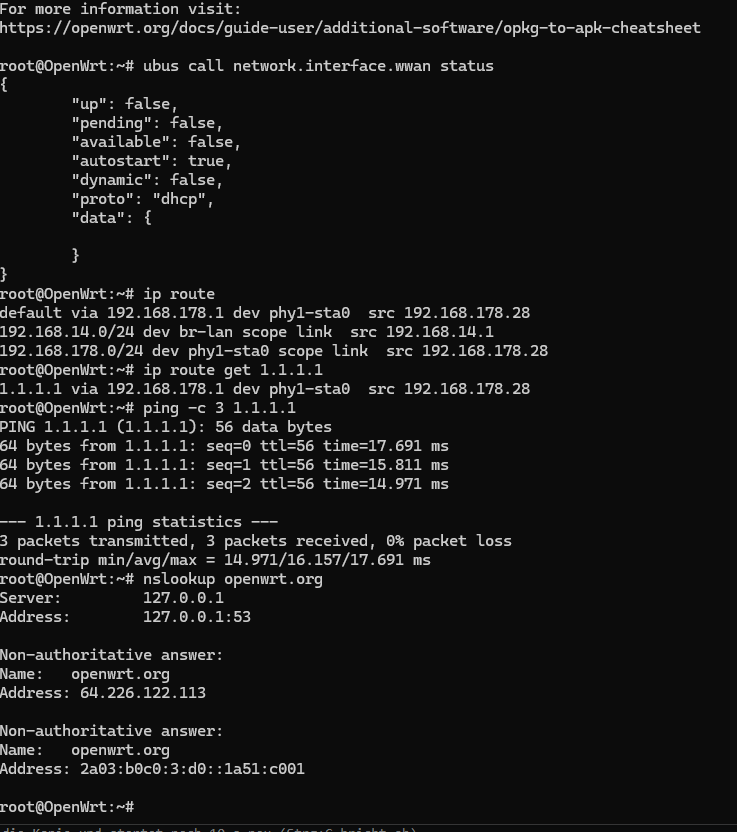 For more information visit:
https://openwrt.org/docs/guide-user/additional-software/opkg-to-apk-cheatsheet
root@OpenWrt:~# ubus call network.interface.wwan status
{
"up": false,
"pending": false,
"available": false,
"autostart": true,
"dynamic": false,
"proto": "dhcp",
"data": {
}
}
root@OpenWrt:~# ip route
default via 192.168.178.1 dev phy1-sta0  src 192.168.178.28
192.168.14.0/24 dev br-lan scope link  src 192.168.14.1
192.168.178.0/24 dev phy1-sta0 scope link  src 192.168.178.28
root@OpenWrt:~# ip route get 1.1.1.1
1.1.1.1 via 192.168.178.1 dev phy1-sta0  src 192.168.178.28
root@OpenWrt:~# ping -c 3 1.1.1.1
PING 1.1.1.1 (1.1.1.1): 56 data bytes
64 bytes from 1.1.1.1: seq=0 ttl=56 time=17.691 ms
64 bytes from 1.1.1.1: seq=1 ttl=56 time=15.811 ms
64 bytes from 1.1.1.1: seq=2 ttl=56 time=14.971 ms
--- 1.1.1.1 ping statistics ---
3 packets transmitted, 3 packets received, 0% packet loss
round-trip min/avg/max = 14.971/16.157/17.691 ms
root@OpenWrt:~# nslookup openwrt.org
Server:         127.0.0.1
Address:        127.0.0.1:53
Non-authoritative answer:
Name:   openwrt.org
Address: 64.226.122.113
Non-authoritative answer:
Name:   openwrt.org
Address: 2a03:b0c0:3:d0::1a51:c001
root@OpenWrt:~#